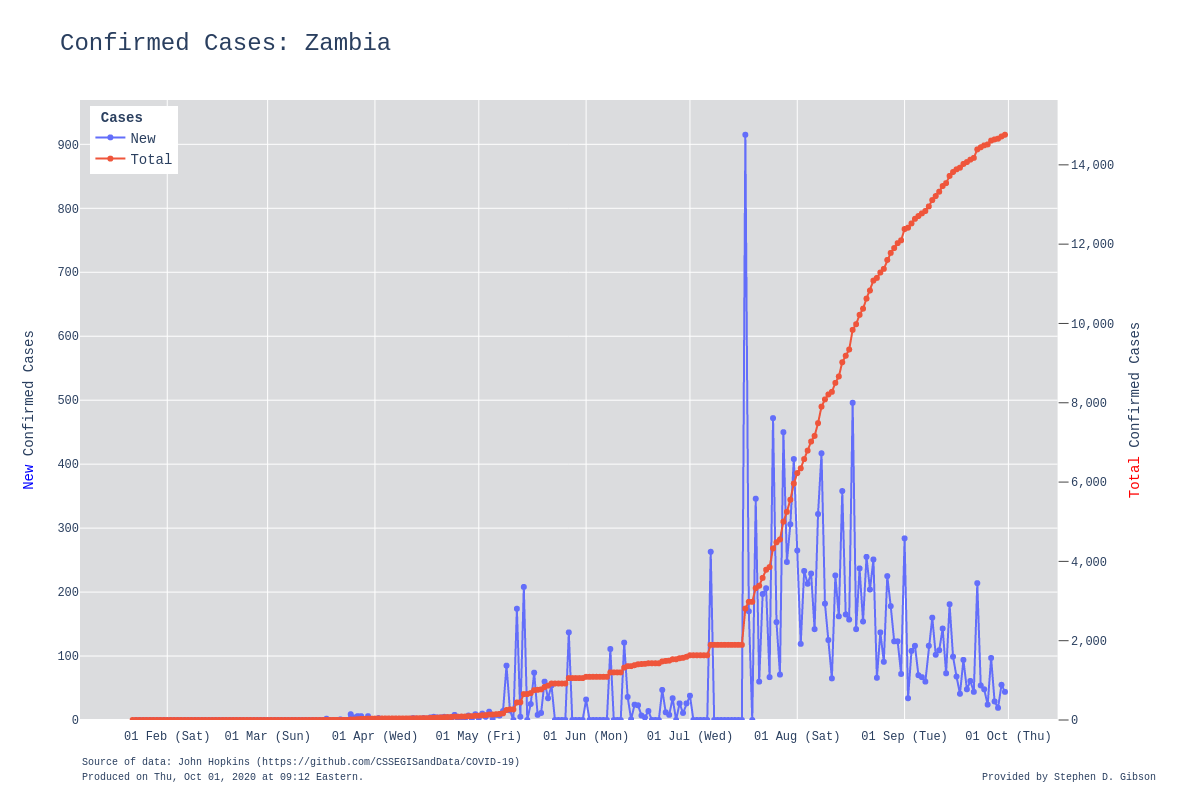 Confirmed Cases: Zambia
Cases
New
Total
900
800
700
600
500
400
300
200
100
0
14,000
12,000
10,000
8,000
6,000
4,000
2,000
0
New Confirmed Cases
Total Confirmed Cases
01 Feb (Sat) 01 Mar (Sun) 01 Apr (Wed) 01 May (Fri) 01 Jun (Mon) 01 Jul (Wed) 01 Aug (Sat) 01 Sep (Tue) 01 Oct (Thu)
Source of data: John Hopkins (https://github.com/CSSEGISandData/COVID-19)
Produced on Thu, Oct 01, 2020 at 09:12 Eastern.
Provided by Stephen D. Gibson